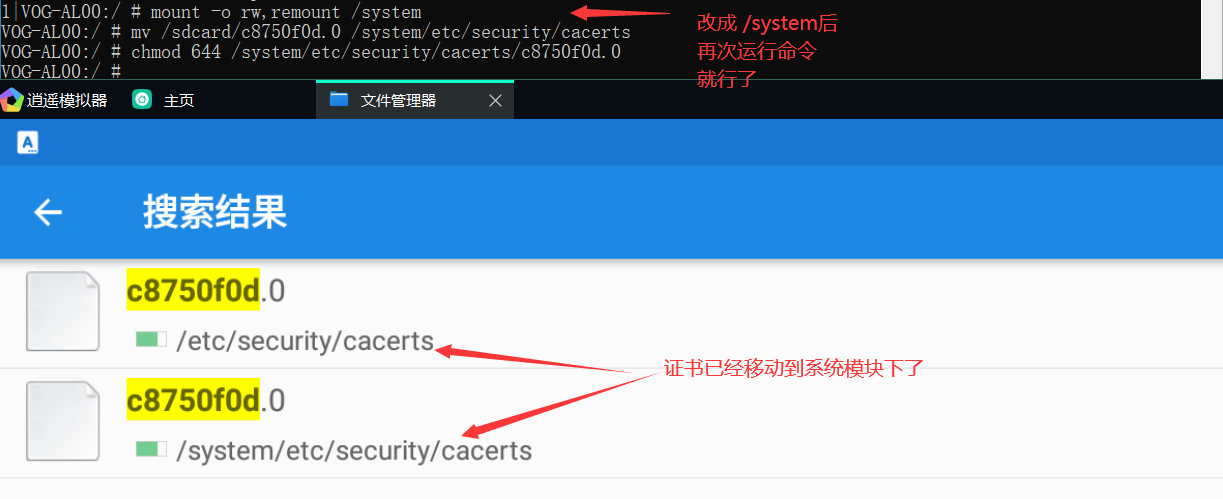 1|VOG-AL00:/ # mount -o rw,remount /system
VOG-AL00:/ # mv /sdcard/c8750f0d.0 /system/etc/security/cacerts
VOG-AL00:/ # chmod 644 /system/etc/security/cacerts/c8750f0d.0
VOG-AL00:/ #
改成 /system后
再次运行命令
就行了
逍遥模拟器
主页
文件管理器
A
搜索结果
c8750f0d.0
/etc/security/cacerts
证书已经移动到系统模块下了
c8750f0d.0
/system/etc/security/cacerts